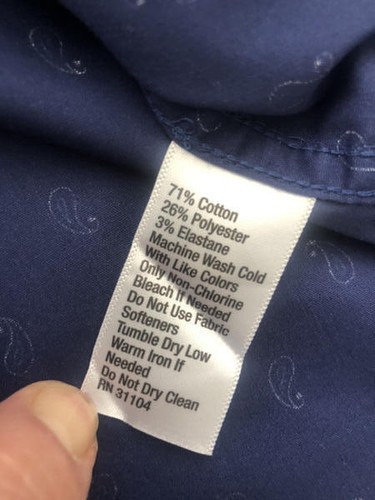 71% Cotton
26% Polyester
3% Elastane
Machine Wash Cold
With Like Colors
Only Non-Chlorine
Bleach If Needed
Do Not Use Fabric
Softeners
Tumble Dry Low
Warm Iron If
Needed
Do Not Dry Clean
RN 31104